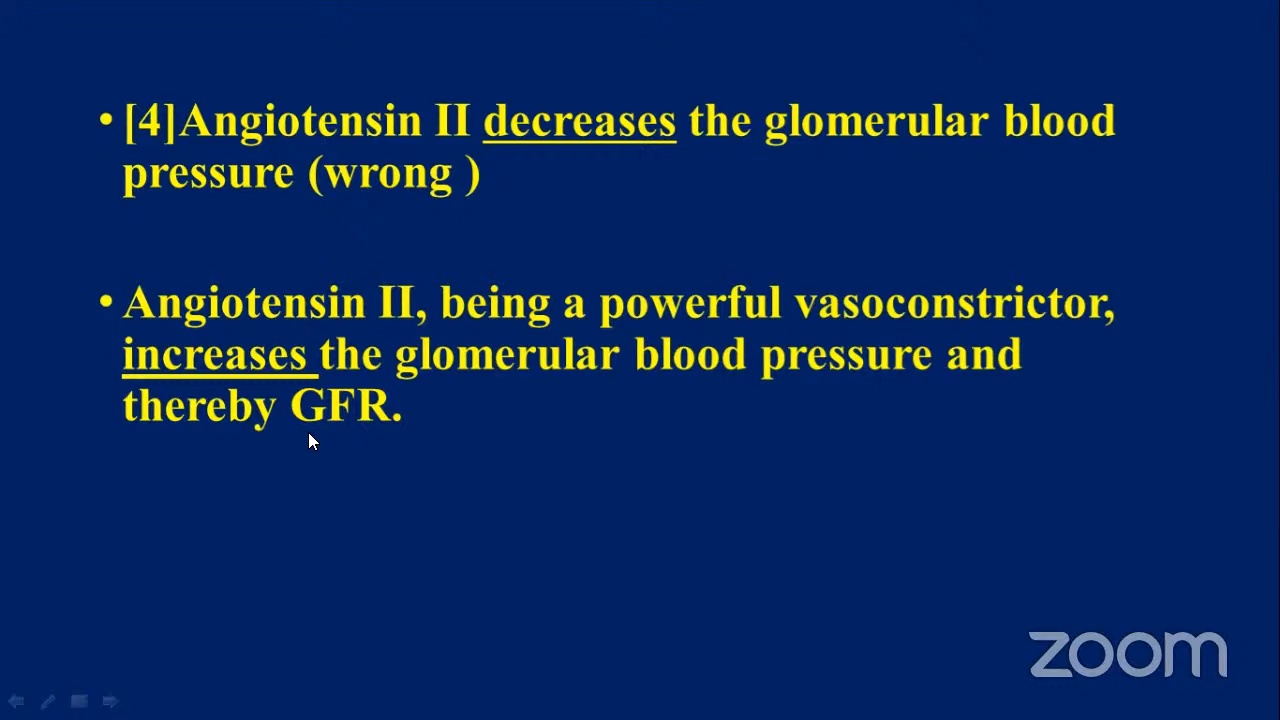 • [4]Angiotensin II decreases the glomerular blood
pressure (wrong )
• Angiotensin II, being a powerful vasoconstrictor,
increases the glomerular blood pressure and
thereby GFR.
zoom